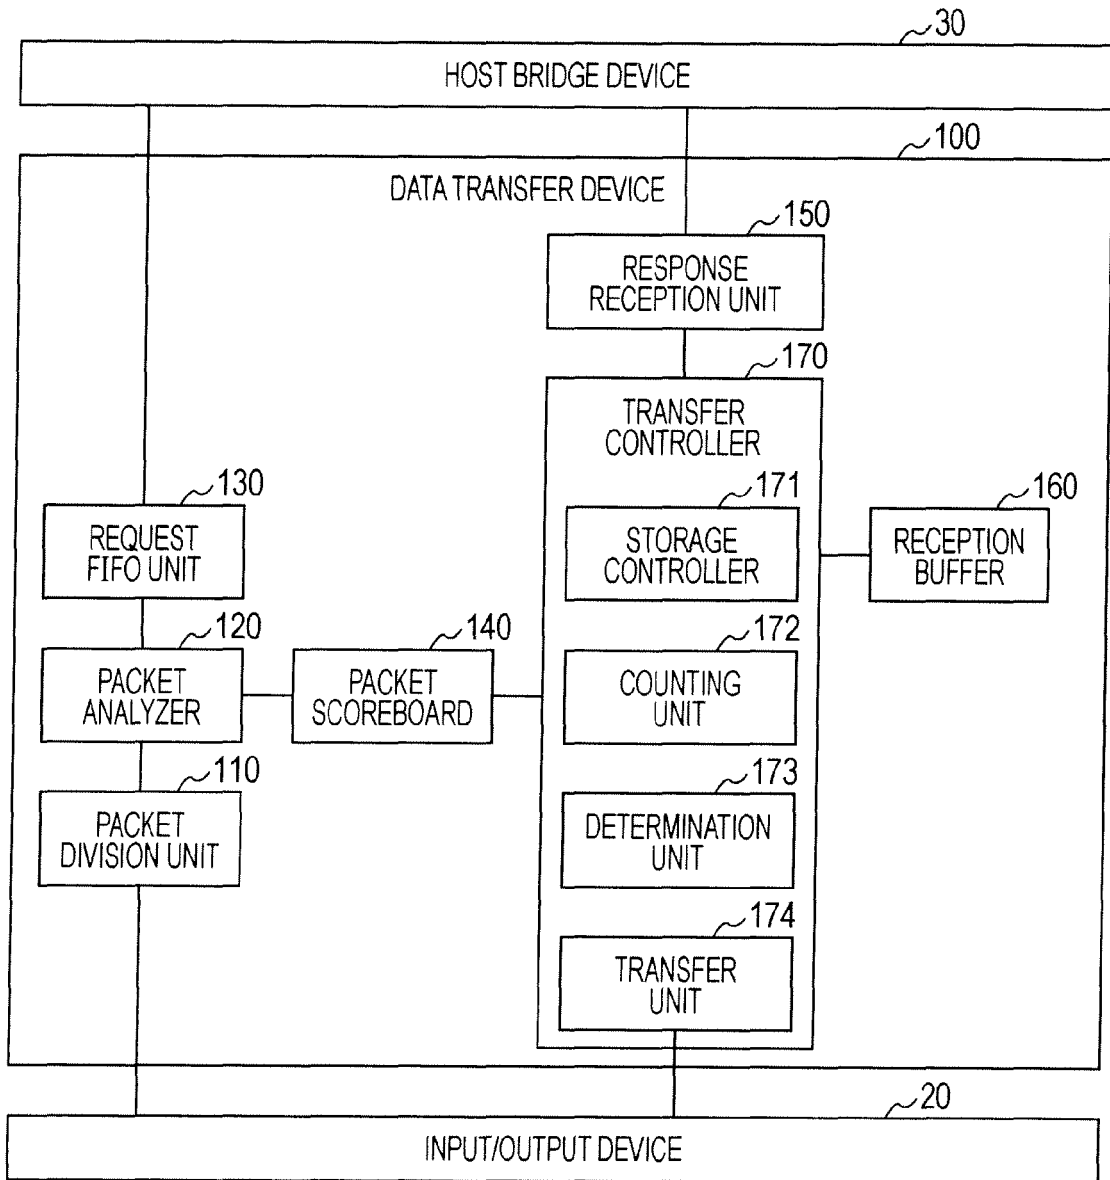 30
HOST BRIDGE DEVICE
100
DATA TRANSFER DEVICE
150
RESPONSE
RECEPTION UNIT
170
TRANSFER
CONTROLLER
130
REQUEST
FIFO UNIT
171
STORAGE
CONTROLLER
160
RECEPTION
BUFFER
120
PACKET
ANALYZER
140
PACKET
SCOREBOARD
172
COUNTING
UNIT
110
PACKET
DIVISION UNIT
173
DETERMINATION
UNIT
174
TRANSFER
UNIT
20
INPUT/OUTPUT DEVICE